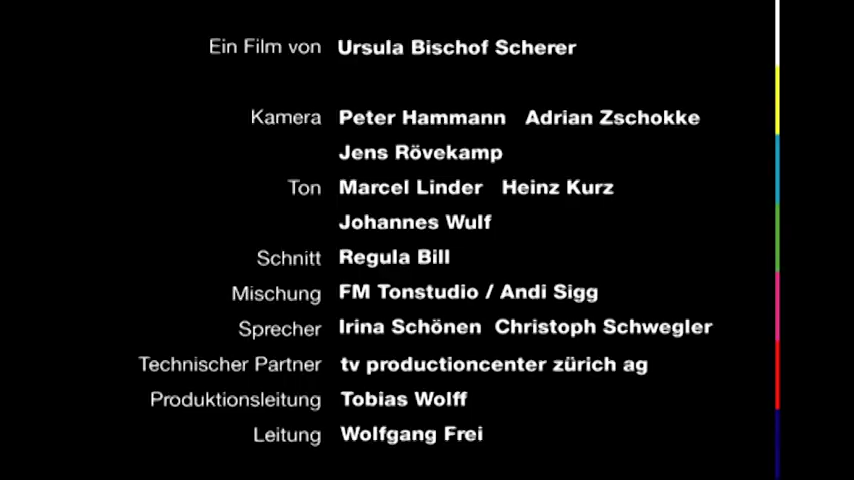 Ein Film von Ursula Bischof Scherer
Kamera Peter Hammann Adrian Zschokke
Jens Rövekamp
Ton Marcel Linder Heinz Kurz
Johannes Wulf
Schnitt Regula Bill
Mischung FM Tonstudio / Andi Sigg
Sprecher Irina Schönen Christoph Schwegler
Technischer Partner tv productioncenter zürich ag
Produktionsleitung Tobias Wolff
Leitung Wolfgang Frei